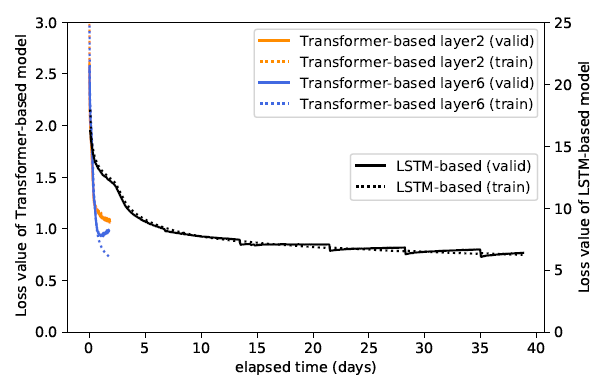 Loss value of Transformer-based model
3.0
2.5
2.0
1.5
1.0
0.5
0.0
Transformer-based layer2 (valid)
Transformer-based layer2 (train)
Transformer-based layer6 (valid)
Transformer-based layer6 (train)
LSTM-based (valid)
LSTM-based (train)
25
20
15
10
5
0
Loss value of LSTM-based model
0 5 10 15 20 25 30 35 40
elapsed time (days)